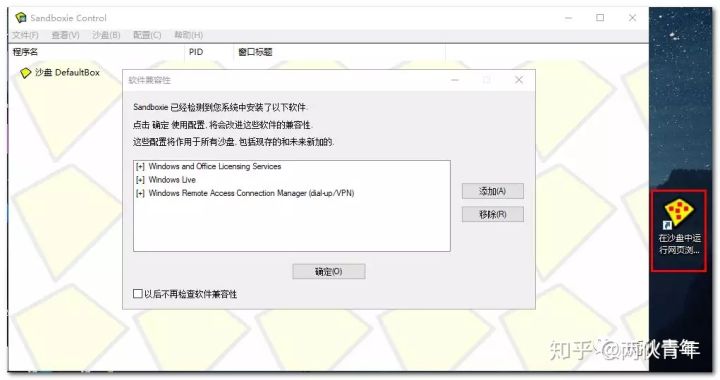 Sandboxie Control
文件(F) 查看(V) 沙盘(B) 配置(C) 帮助(H)
程序名 PID 窗口标题
沙盘 DefaultBox
软件兼容性
Sandboxie 已经检测到您系统中安装了以下软件.
点击 确定 使用配置, 将会改进这些软件的兼容性.
这些配置将作用于所有沙盘, 包括现存的和未来新加的.
[+] Windows and Office Licensing Services
[+] Windows Live
[+] Windows Remote Access Connection Manager (dial-up/VPN)
添加(A)
移除(R)
确定(O)
以后不再检查软件兼容性
在沙盘中运
行网页浏...
知乎 @两伙青年